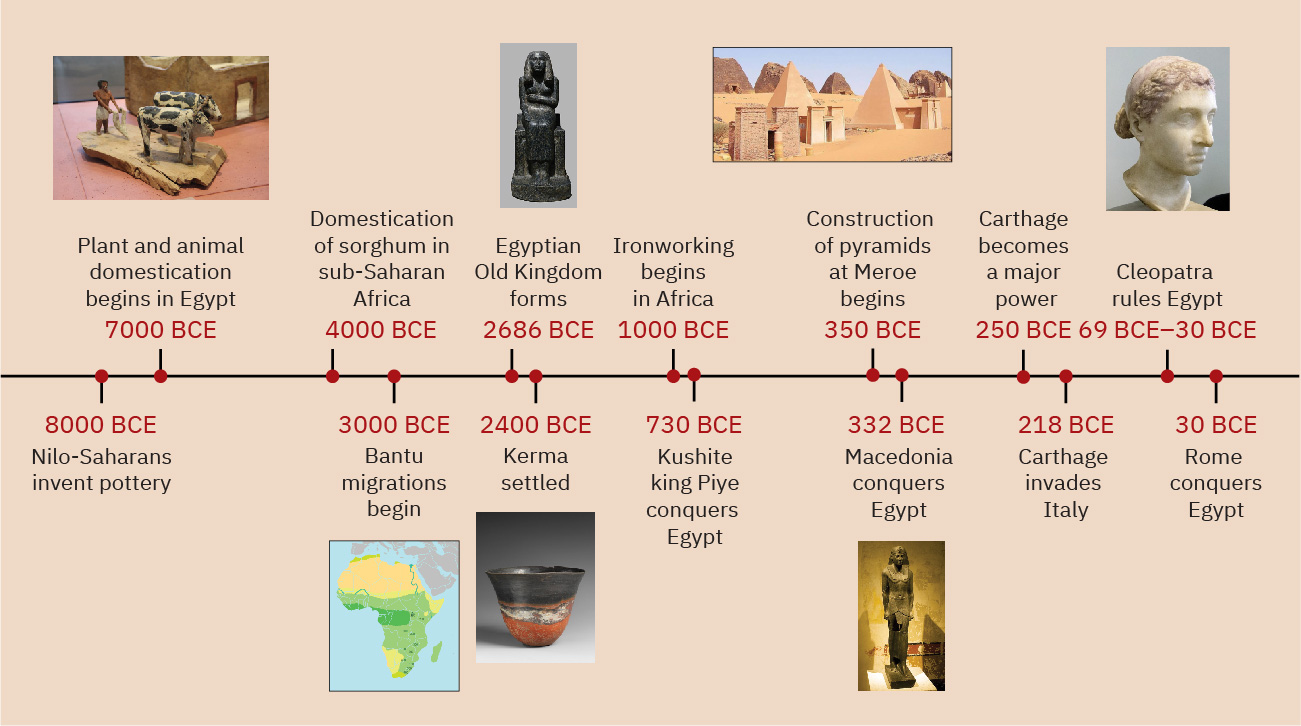 Plant and animal
domestication
begins in Egypt
7000 BCE
Domestication
of sorghum in
sub-Saharan
Africa
4000 BCE
Egyptian
Old Kingdom
forms
2686 BCE
Ironworking
begins
in Africa
1000 BCE
Construction
of pyramids
at Meroe
begins
350 BCE
Carthage
becomes
a major
power
250 BCE
Cleopatra
rules Egypt
69 BCE–30 BCE
8000 BCE
Nilo-Saharans
invent pottery
3000 BCE
Bantu
migrations
begin
2400 BCE
Kerma
settled
730 BCE
Kushite
king Piye
conquers
Egypt
332 BCE
Macedonia
conquers
Egypt
218 BCE
Carthage
invades
Italy
30 BCE
Rome
conquers
Egypt